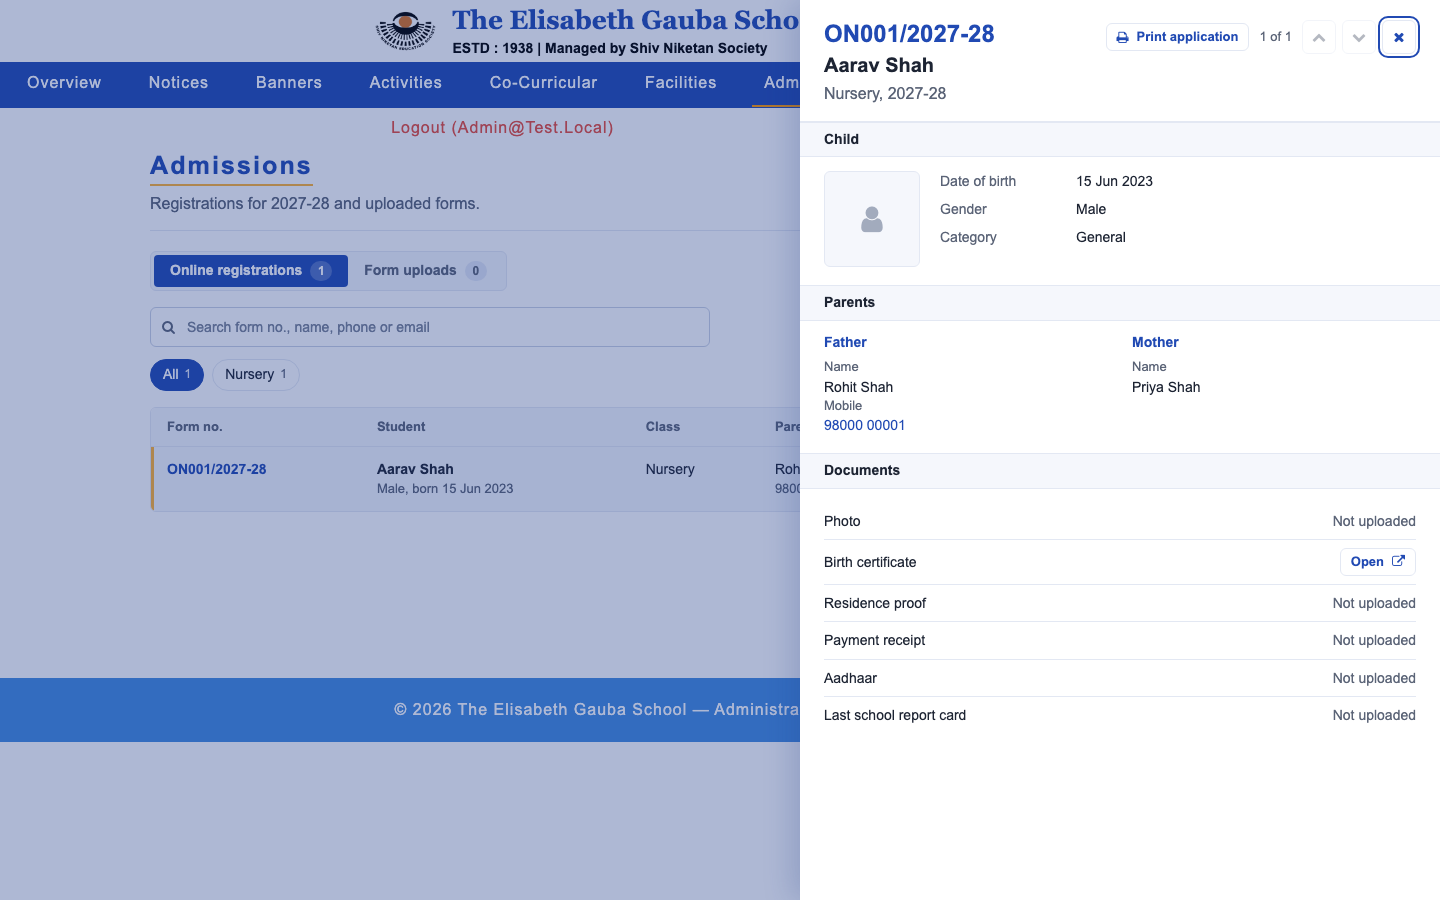 The Elisabeth Gauba Scho
ESTD : 1938 | Managed by Shiv Niketan Society
Overview
Notices
Banners
Activities
Co-Curricular
Facilities
Adm
Logout (Admin@Test.Local)
Admissions
Registrations for 2027-28 and uploaded forms.
Online registrations 1
Form uploads 0
Search form no., name, phone or email
All 1
Nursery 1
Form no.
Student
Class
Pare
ON001/2027-28
Aarav Shah
Nursery
Roh
Male, born 15 Jun 2023
980
© 2026 The Elisabeth Gauba School — Administra
ON001/2027-28
Print application
1 of 1
Aarav Shah
Nursery, 2027-28
Child
Date of birth
15 Jun 2023
Gender
Male
Category
General
Parents
Father
Name
Rohit Shah
Mobile
98000 00001
Mother
Name
Priya Shah
Documents
Photo
Not uploaded
Birth certificate
Open
Residence proof
Not uploaded
Payment receipt
Not uploaded
Aadhaar
Not uploaded
Last school report card
Not uploaded